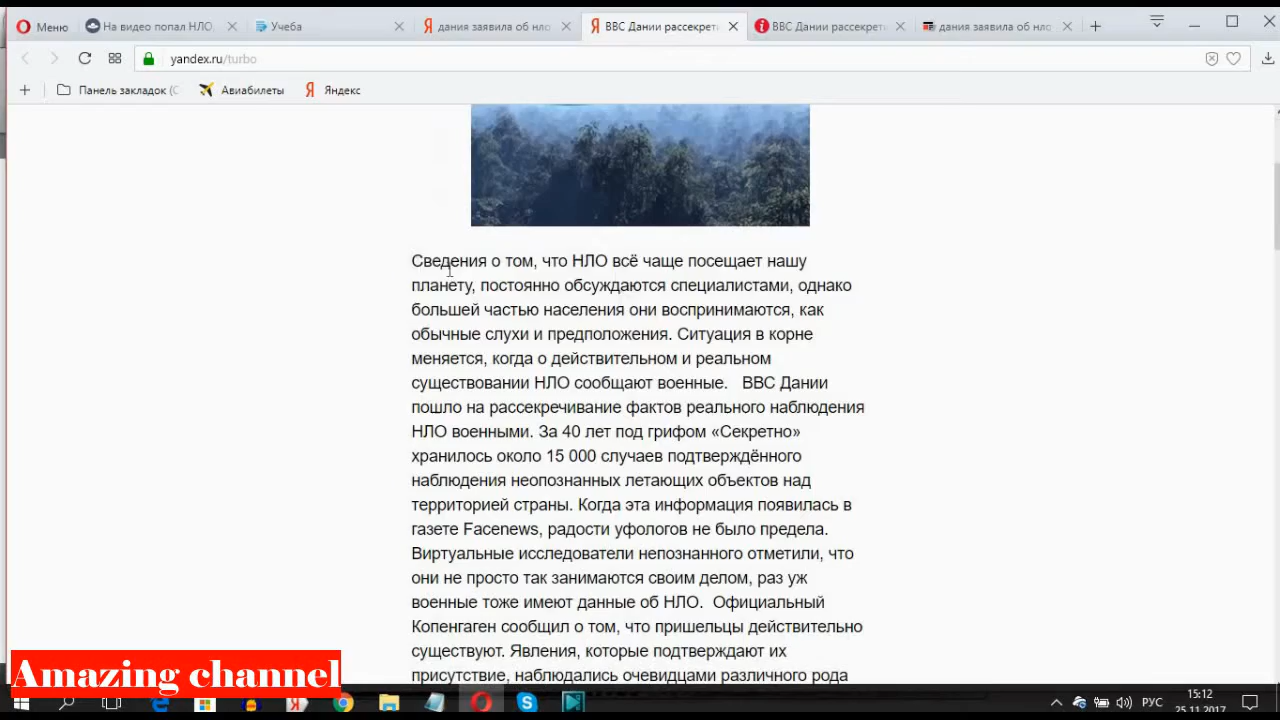 Меню
На видео попал НЛО.
Учеба
дания заявила об нло
ВВС Дании рассекрет
ВВС Дании рассекрет
дания заявила об нло
yandex.ru/turbo
Панель закладок (С
Авиабилеты
Яндекс
Сведения о том, что НЛО всё чаще посещает нашу
планету, постоянно обсуждаются специалистами, однако
большей частью населения они воспринимаются, как
обычные слухи и предположения. Ситуация в корне
меняется, когда о действительном и реальном
существовании НЛО сообщают военные. ВВС Дании
пошло на рассекречивание фактов реального наблюдения
НЛО военными. За 40 лет под грифом «Секретно»
хранилось около 15 000 случаев подтверждённого
наблюдения неопознанных летающих объектов над
территорией страны. Когда эта информация появилась в
газете Facenews, радости уфологов не было предела.
Виртуальные исследователи непознанного отметили, что
они не просто так занимаются своим делом, раз уж
военные тоже имеют данные об НЛО. Официальный
Копенгаген сообщил о том, что пришельцы действительно
существуют. Явления, которые подтверждают их
присутствие, наблюдались очевидцами различного рода
Amazing channel
РУС
15:12
25.11.2017